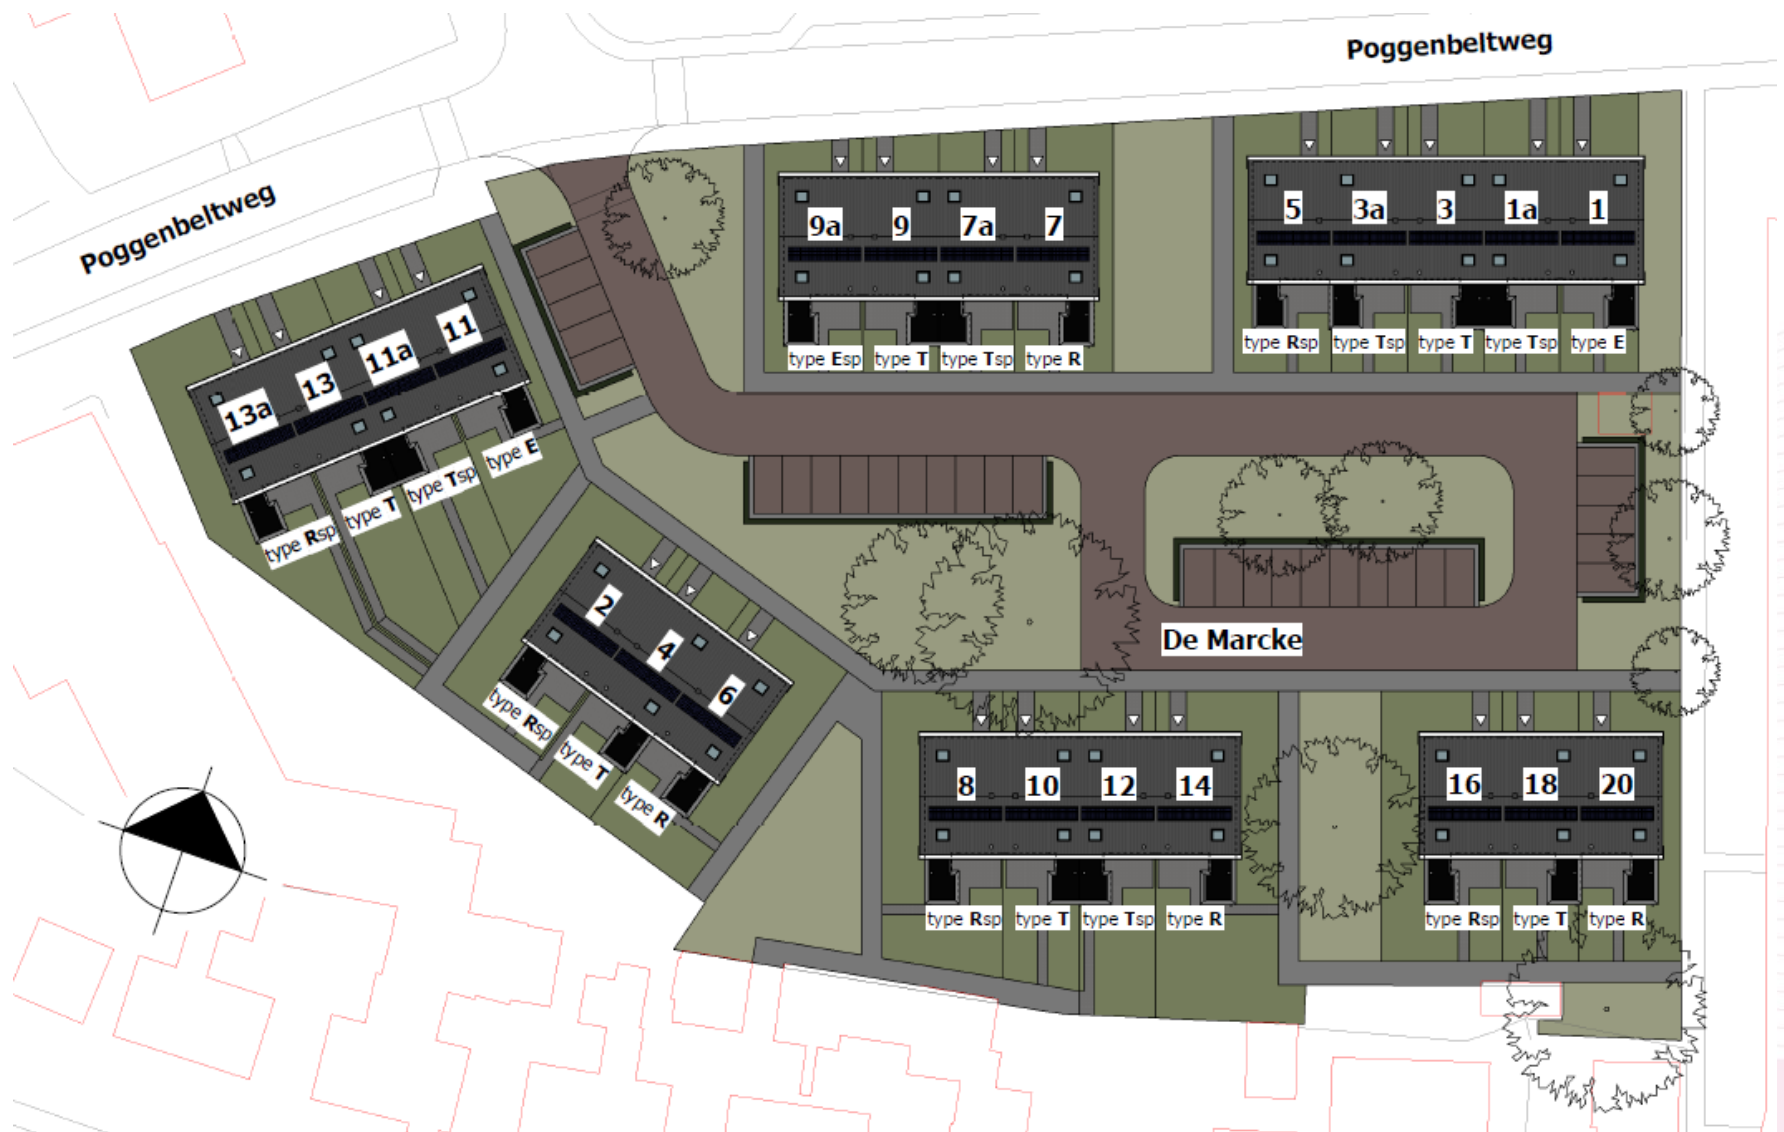 Poggenbeltweg
Poggenbeltweg
5 3a 3 1a 1
type Rsp type Tsp type T type Tsp type E
9a 9 7a 7
type Esp type T type Tsp type R
13a 13 11a 11
type Rsp type T type Tsp type E
2 4 6
type Rsp type T type R
De Marcke
8 10 12 14
type Rsp type T type Tsp type R
16 18 20
type Rsp type T type R